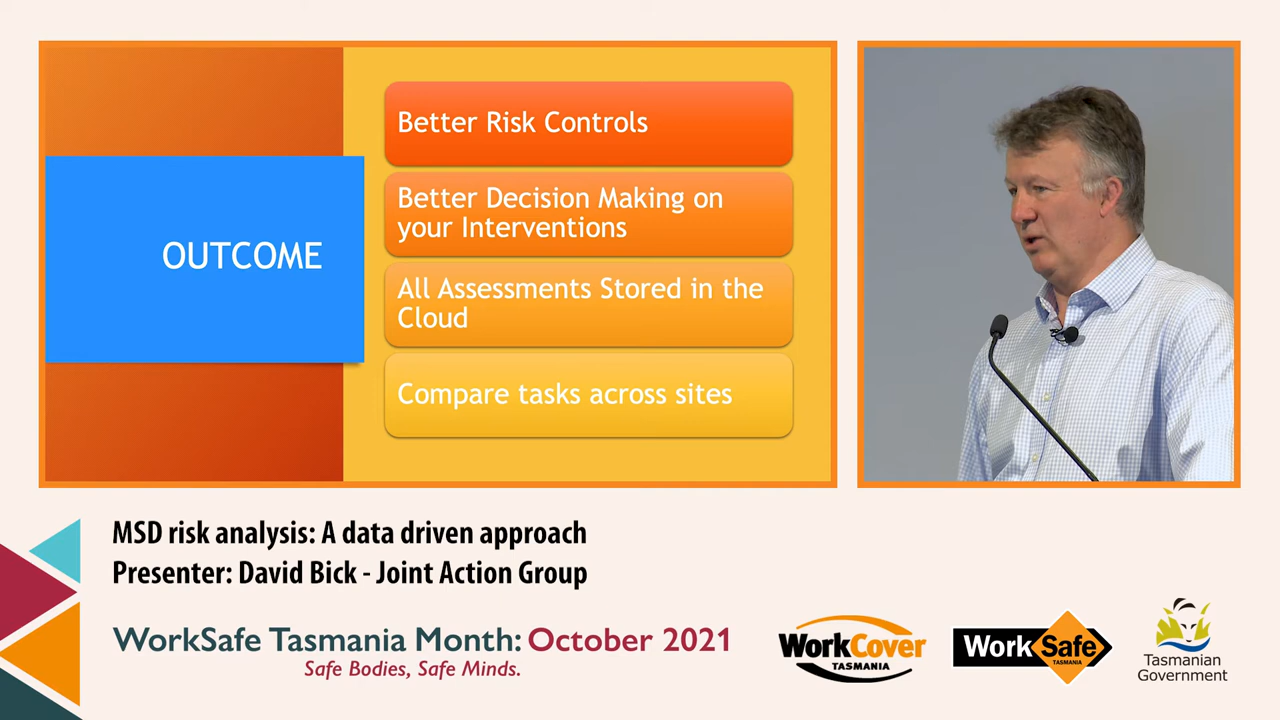 OUTCOME
Better Risk Controls
Better Decision Making on
your Interventions
All Assessments Stored in the
Cloud
Compare tasks across sites
MSD risk analysis: A data driven approach
Presenter: David Bick - Joint Action Group
WorkSafe Tasmania Month: October 2021
Safe Bodies, Safe Minds.
WorkCover
TASMANIA
WorkSafe
TASMANIA
Tasmanian
Government